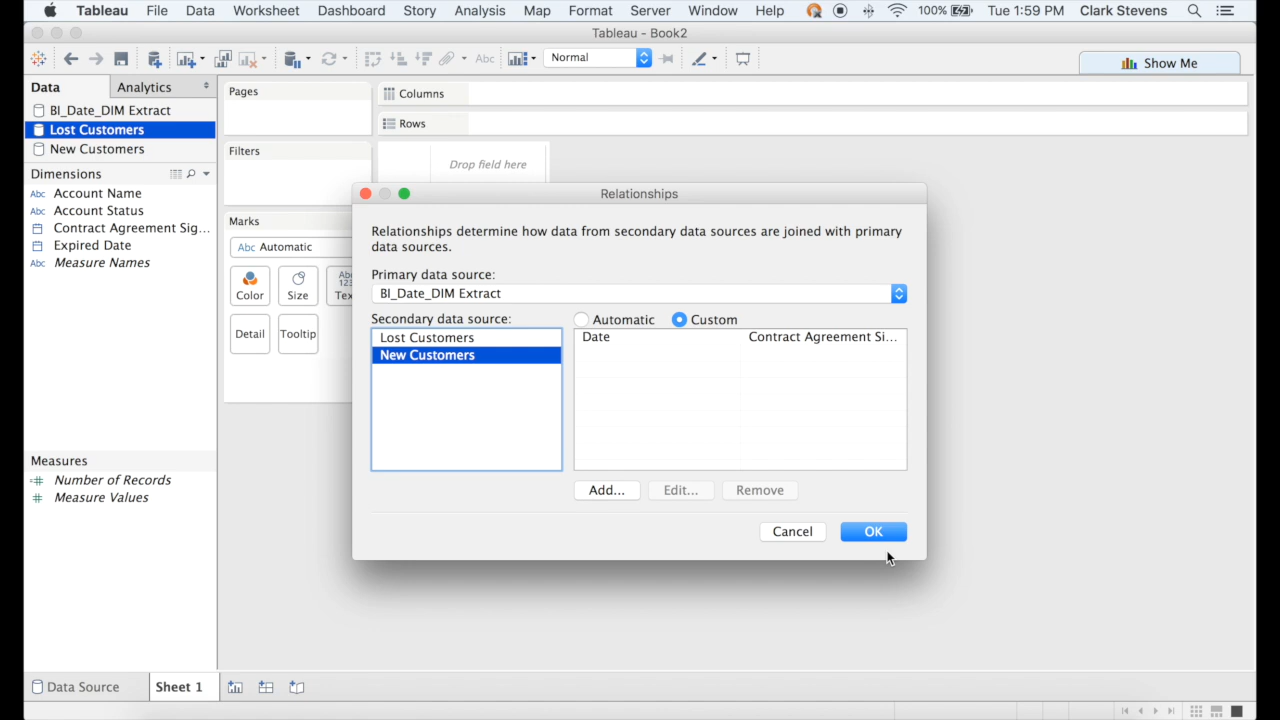 Tableau File Data Worksheet Dashboard Story Analysis Map Format Server Window Help 100% Tue 1:59 PM Clark Stevens
Tableau - Book2
Abc Normal Show Me
Data Analytics
BI_Date_DIM Extract
Lost Customers
New Customers
Dimensions
Abc Account Name
Abc Account Status
Contract Agreement Sig...
Expired Date
Abc Measure Names
Measures
Number of Records
Measure Values
Pages
Filters
Marks
Abc Automatic
Color Size
Detail Tooltip
Columns
Rows
Drop field here
Relationships
Relationships determine how data from secondary data sources are joined with primary
data sources.
Primary data source:
BI_Date_DIM Extract
Secondary data source: Automatic Custom
Lost Customers
New Customers
Date Contract Agreement Si...
Add... Edit... Remove
Cancel OK
Data Source Sheet 1